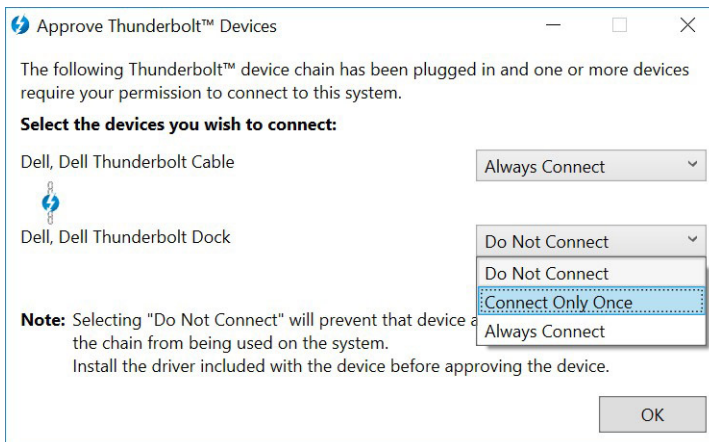 Approve Thunderbolt™ Devices
The following Thunderbolt™ device chain has been plugged in and one or more devices
require your permission to connect to this system.
Select the devices you wish to connect:
Dell, Dell Thunderbolt Cable
Always Connect
Dell, Dell Thunderbolt Dock
Do Not Connect
Do Not Connect
Connect Only Once
Always Connect
Note: Selecting "Do Not Connect" will prevent that device
the chain from being used on the system.
Install the driver included with the device before approving the device.
OK